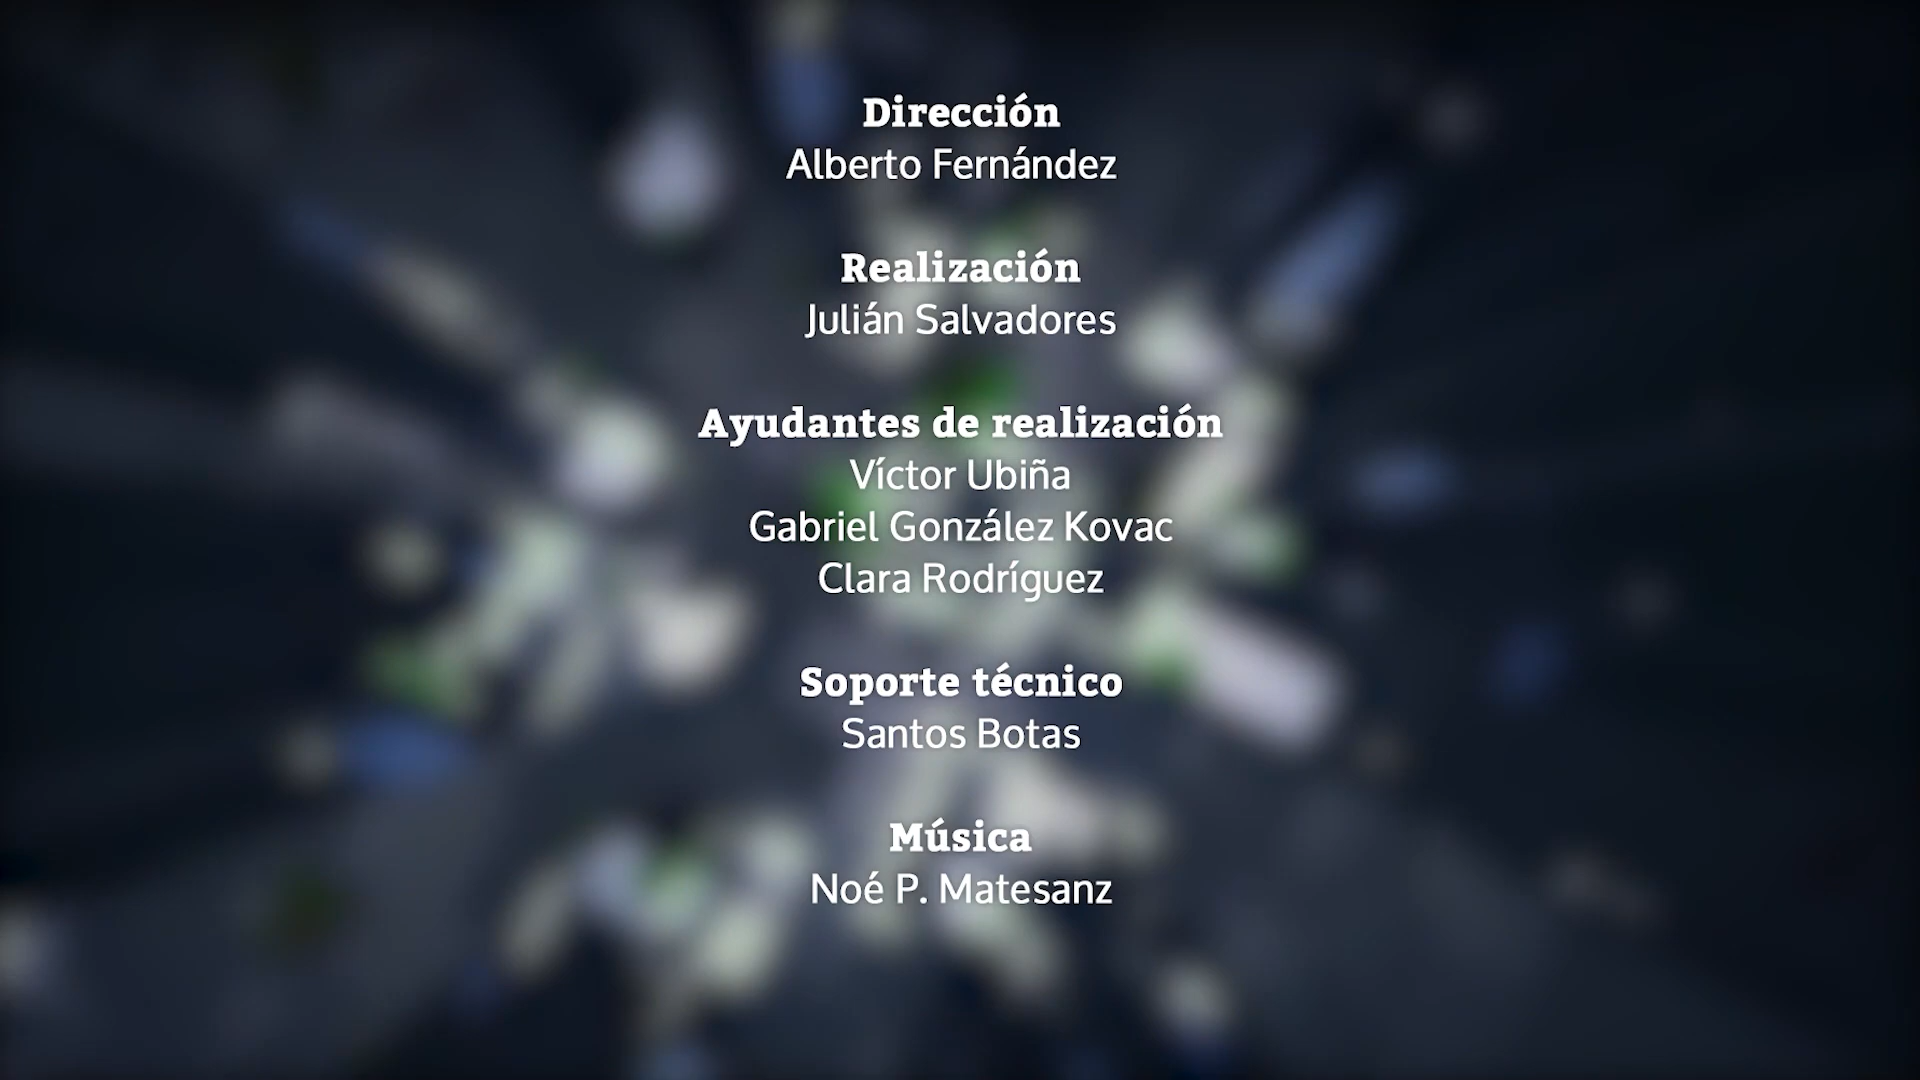 Dirección
Alberto Fernández
Realización
Julián Salvadores
Ayudantes de realización
Víctor Ubiña
Gabriel González Kovac
Clara Rodríguez
Soporte técnico
Santos Botas
Música
Noé P. Matesanz